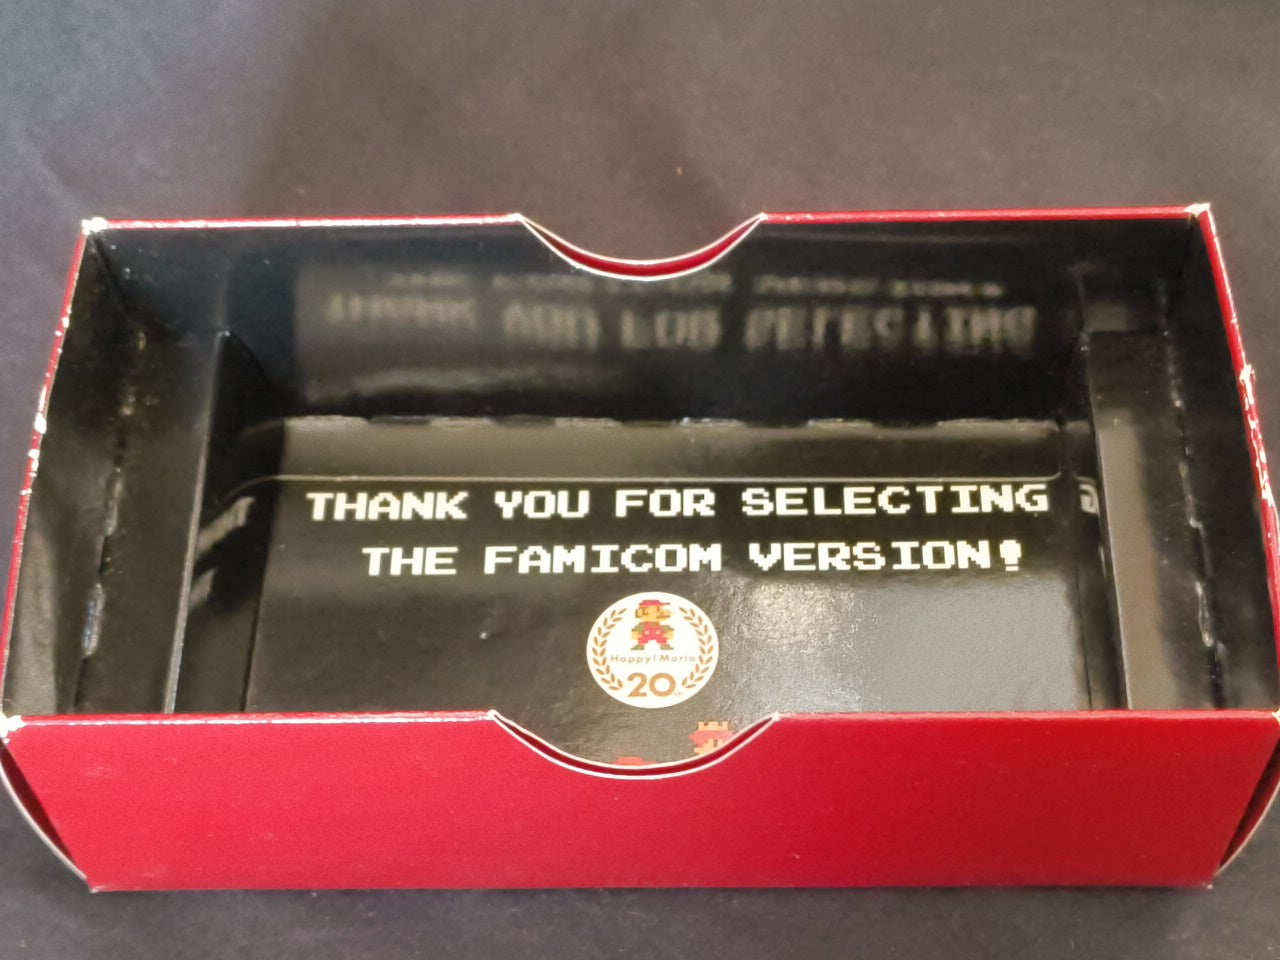 THANK YOU FOR SELECTING
THE FAMICOM VERSION!
Happy! Mario
20th